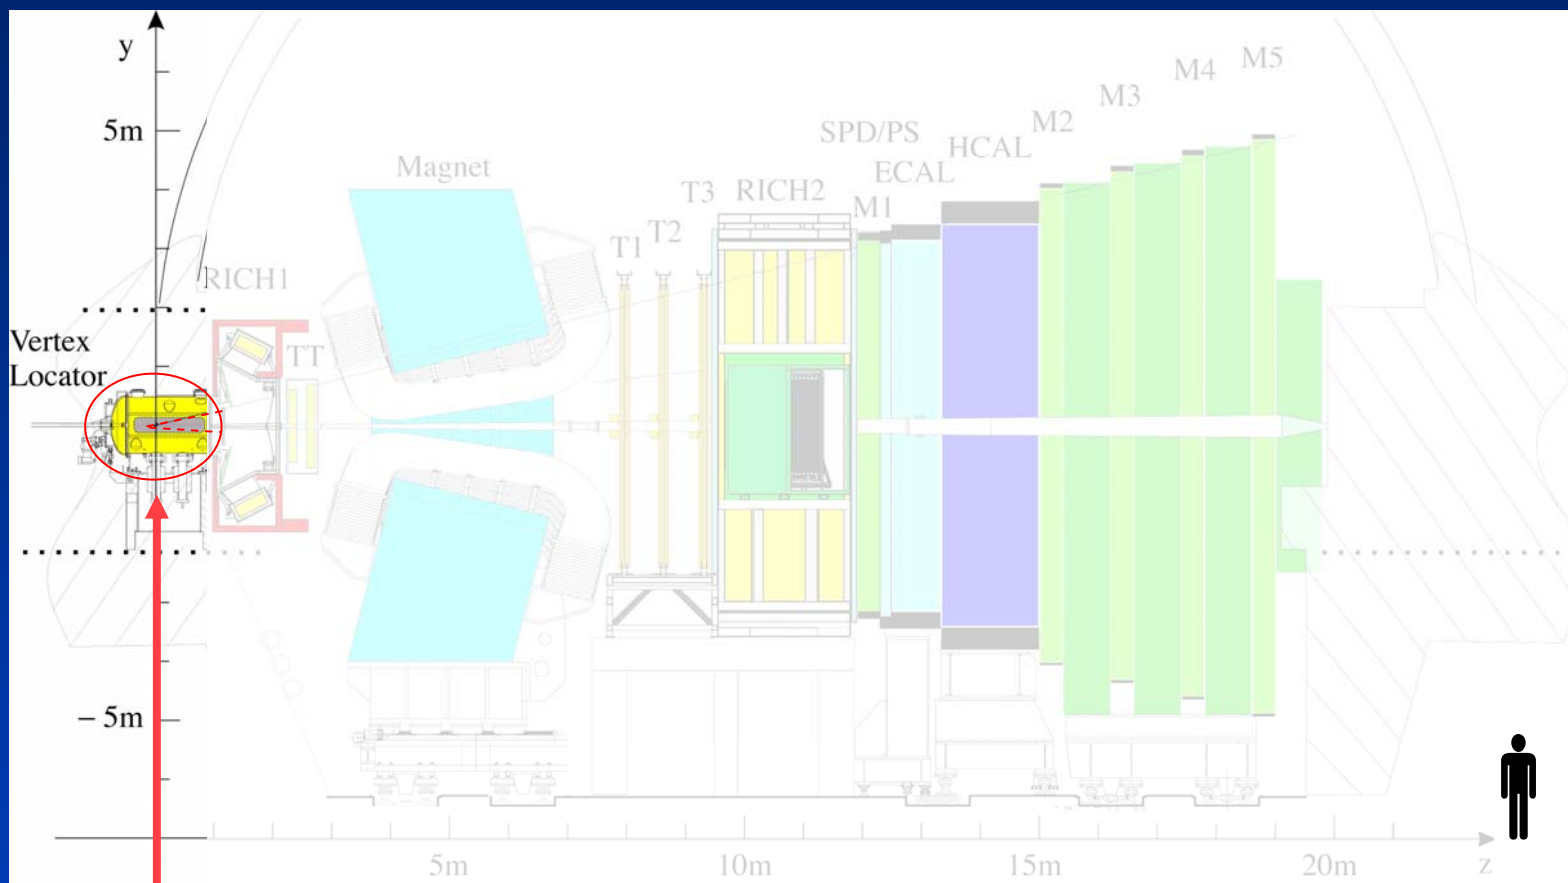 y
5m
M5
M4
M3
M2
SPD/PS
HCAL
ECAL
Magnet
T3
RICH2
M1
T2
T1
RICH1
Vertex
Locator
TT
– 5m
5m
10m
15m
20m
z